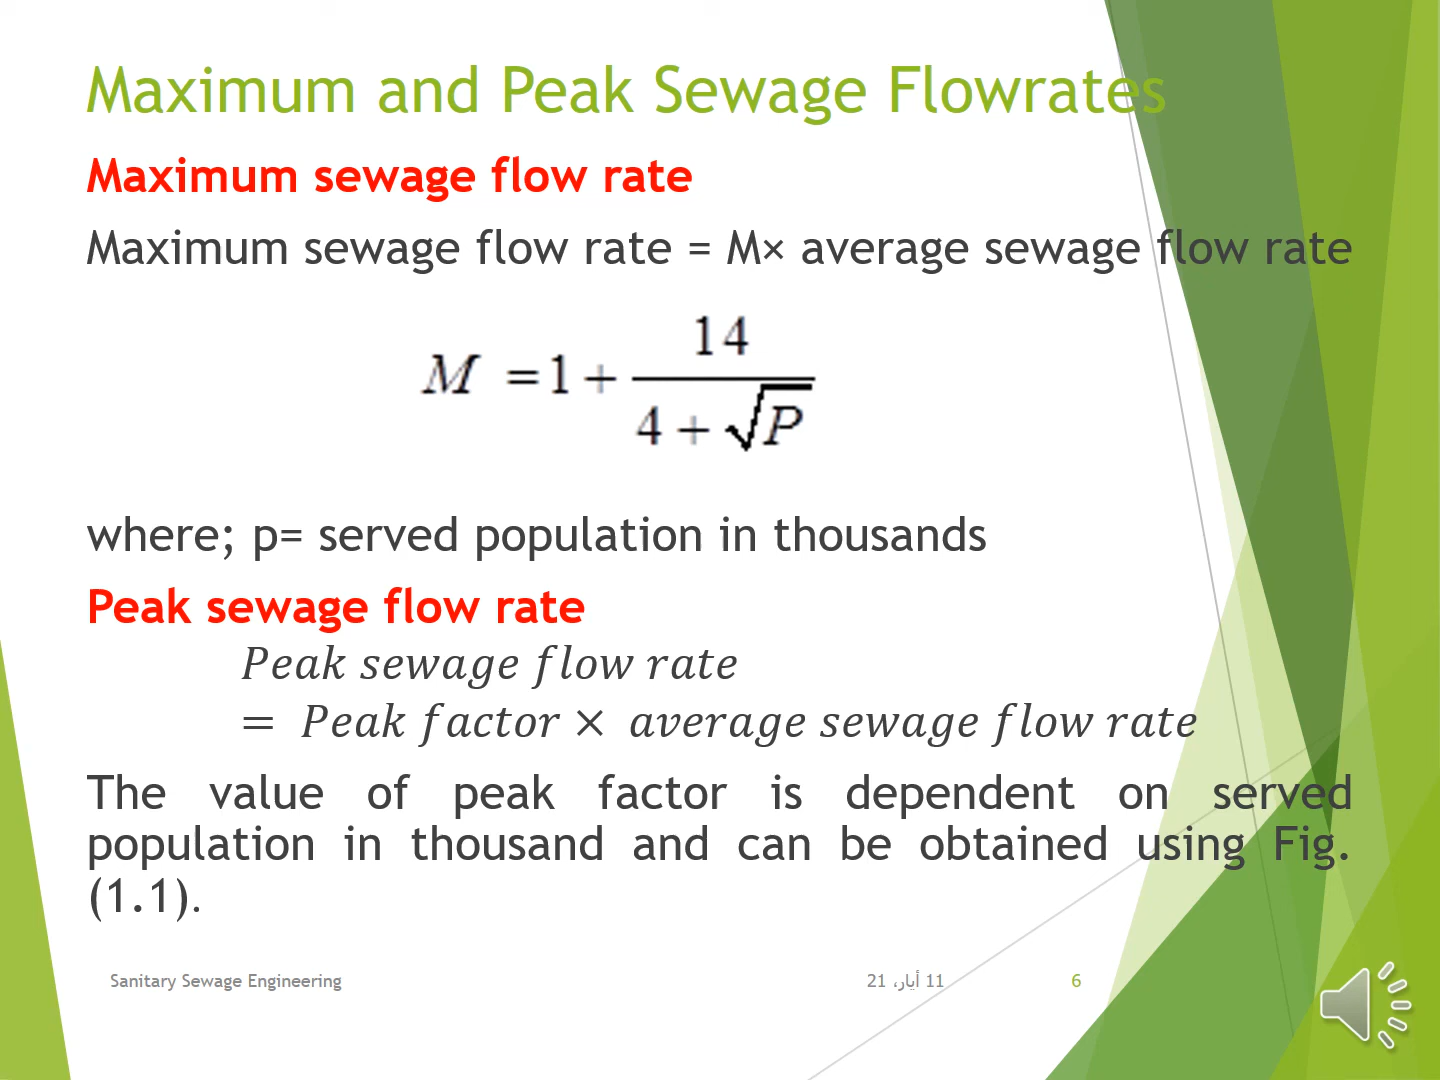 Maximum and Peak Sewage Flowrates
Maximum sewage flow rate
Maximum sewage flow rate = M× average sewage flow rate
M = 1 + 14 / (4 + √P)
where; p= served population in thousands
Peak sewage flow rate
Peak sewage flow rate
= Peak factor × average sewage flow rate
The value of peak factor is dependent on served
population in thousand and can be obtained using Fig.
(1.1).
Sanitary Sewage Engineering
11 أيار، 21
6